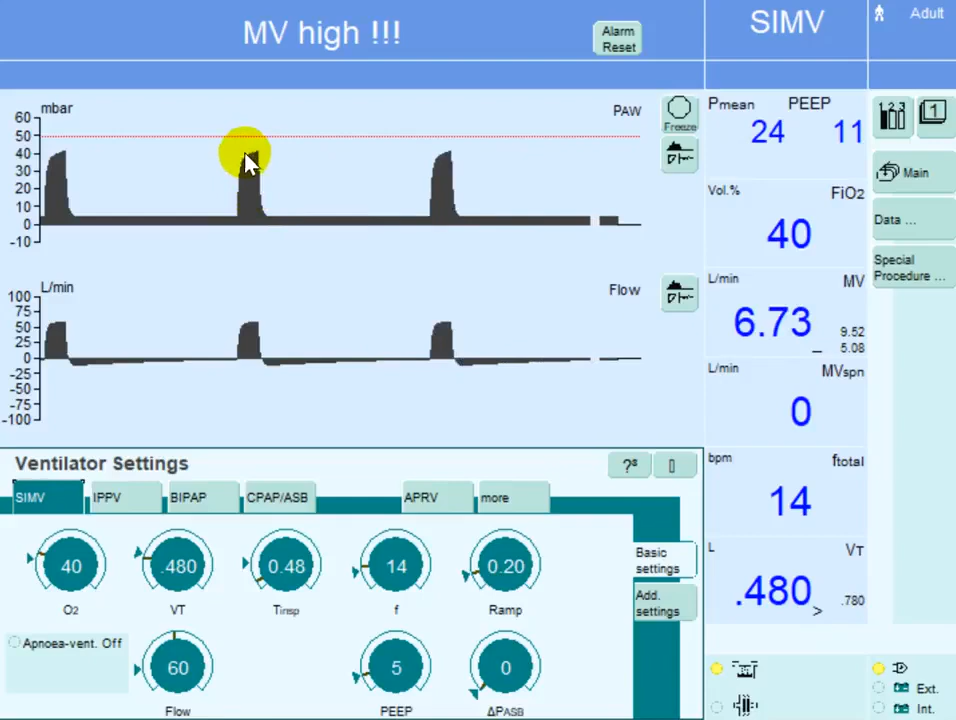 MV high !!!
Alarm
Reset
SIMV
Adult
mbar
PAW
60
50
40
30
20
10
0
-10
Freeze
Pmean PEEP
24 11
1 2 3
1
Main
Vol.% FiO2
40
Data ...
Special
Procedure ...
L/min
Flow
100
75
50
25
0
-25
-50
-75
-100
L/min MV
6.73 9.52
5.08
L/min MVspn
0
bpm ftotal
14
L VT
.480 > .780
Ventilator Settings
?
SIMV IPPV BIPAP CPAP/ASB APRV more
40 .480 0.48 14 0.20
O2 VT Tinsp f Ramp
Basic
settings
Add.
settings
Apnoea-vent. Off
60 5 0
Flow PEEP ΔPASB
Ext.
Int.